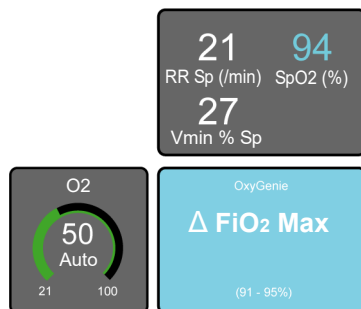 21 94
RR Sp (/min) SpO2 (%)
27
Vmin % Sp
O2
50
Auto
21 100
OxyGenie
Δ FiO₂ Max
(91 - 95%)